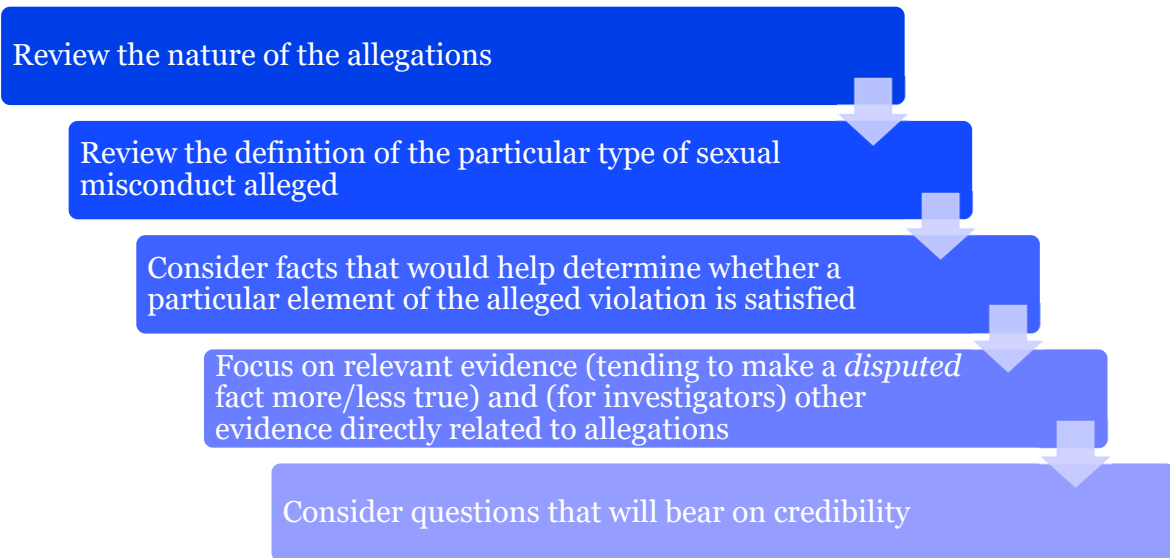 Review the nature of the allegations
Review the definition of the particular type of sexual
misconduct alleged
Consider facts that would help determine whether a
particular element of the alleged violation is satisfied
Focus on relevant evidence (tending to make a disputed
fact more/less true) and (for investigators) other
evidence directly related to allegations
Consider questions that will bear on credibility